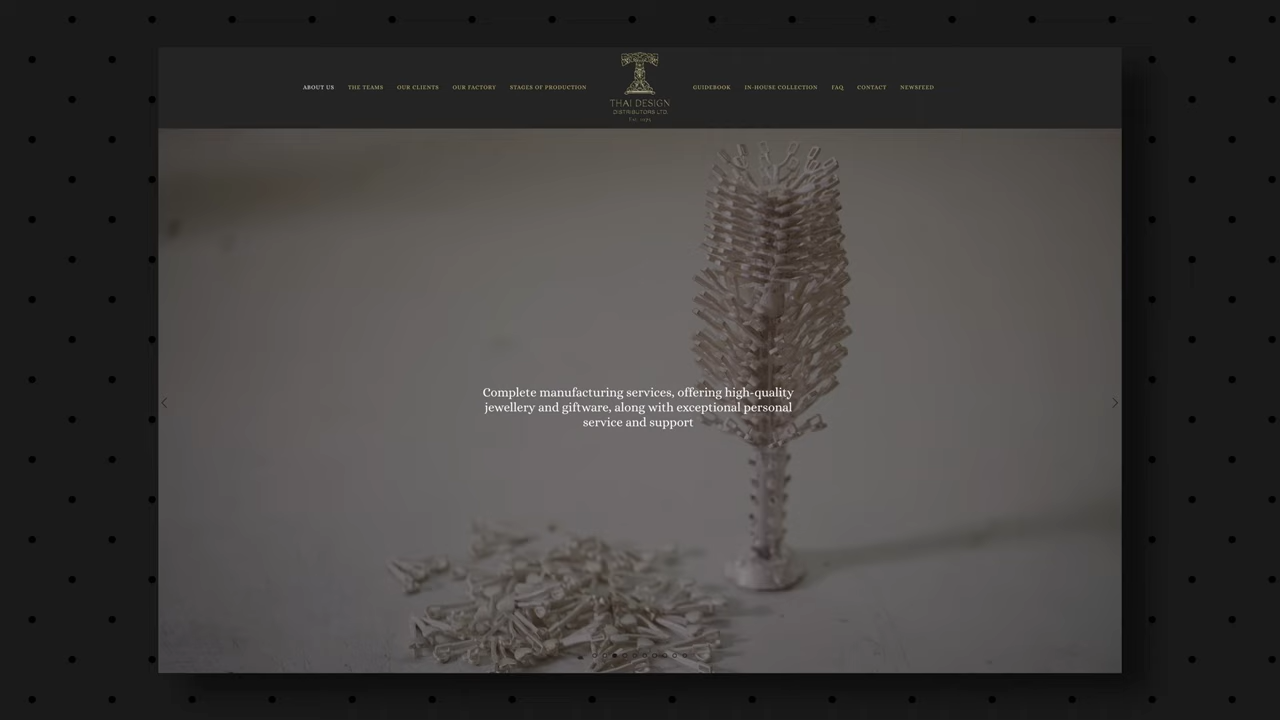 ABOUT US
THE TEAMS
OUR CLIENTS
OUR FACTORY
STAGES OF PRODUCTION
THAI DESIGN
DISTRIBUTORS LTD.
GUIDEBOOK
IN-HOUSE COLLECTION
FAQ
CONTACT
NEWSFEED
Complete manufacturing services, offering high-quality
jewellery and giftware, along with exceptional personal
service and support